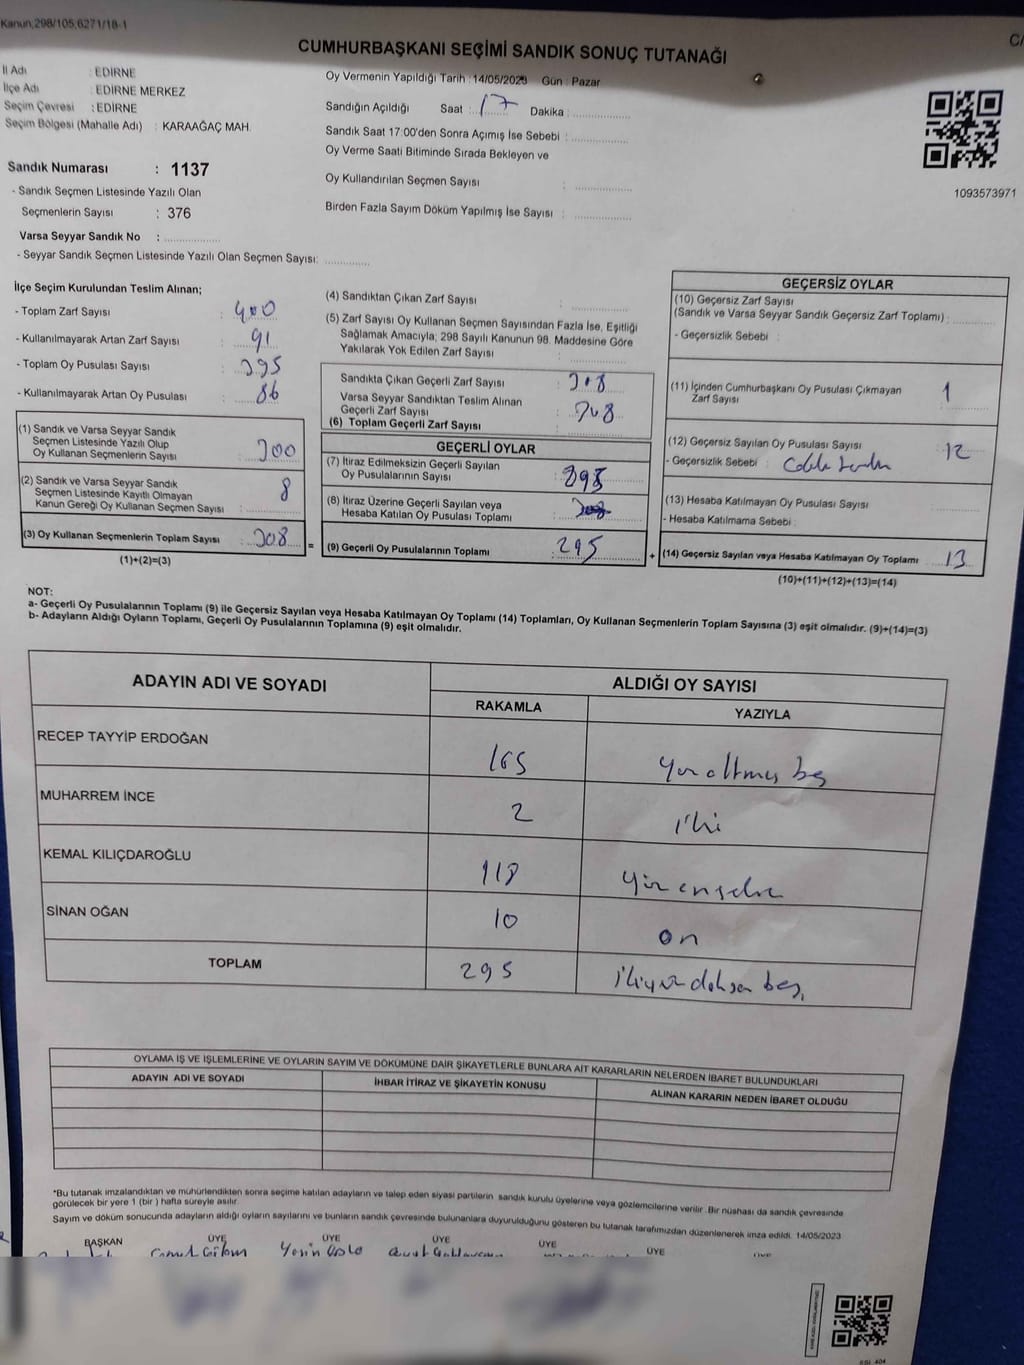 Kanun;298/105;6271/18-1
C/
CUMHURBAŞKANI SEÇİMİ SANDIK SONUÇ TUTANAĞI
İl Adı : EDİRNE
İlçe Adı : EDİRNE MERKEZ
Seçim Çevresi : EDİRNE
Seçim Bölgesi (Mahalle Adı) : KARAAĞAÇ MAH.
Sandık Numarası : 1137
- Sandık Seçmen Listesinde Yazılı Olan
Seçmenlerin Sayısı : 376
Varsa Seyyar Sandık No :
- Seyyar Sandık Seçmen Listesinde Yazılı Olan Seçmen Sayısı:
Oy Vermenin Yapıldığı Tarih : 14/05/2023 Gün : Pazar
Sandığın Açıldığı Saat : 17 Dakika :
Sandık Saat 17:00'den Sonra Açımış İse Sebebi :
Oy Verme Saati Bitiminde Sırada Bekleyen ve
Oy Kullandırılan Seçmen Sayısı :
Birden Fazla Sayım Döküm Yapılmış İse Sayısı :
1093573971
İlçe Seçim Kurulundan Teslim Alınan;
- Toplam Zarf Sayısı : 400
- Kullanılmayarak Artan Zarf Sayısı : 91
- Toplam Oy Pusulası Sayısı : 395
- Kullanılmayarak Artan Oy Pusulası : 86
(1) Sandık ve Varsa Seyyar Sandık
Seçmen Listesinde Yazılı Olup
Oy Kullanan Seçmenlerin Sayısı : 300
(2) Sandık ve Varsa Seyyar Sandık
Seçmen Listesinde Kayıtlı Olmayan
Kanun Gereği Oy Kullanan Seçmen Sayısı : 8
(3) Oy Kullanan Seçmenlerin Toplam Sayısı : 308
(1)+(2)=(3)
=
(4) Sandıktan Çıkan Zarf Sayısı :
(5) Zarf Sayısı Oy Kullanan Seçmen Sayısından Fazla İse, Eşitliği
Sağlamak Amacıyla; 298 Sayılı Kanunun 98. Maddesine Göre
Yakılarak Yok Edilen Zarf Sayısı :
Sandıkta Çıkan Geçerli Zarf Sayısı : 308
Varsa Seyyar Sandıktan Teslim Alınan
Geçerli Zarf Sayısı :
(6) Toplam Geçerli Zarf Sayısı : 308
GEÇERLİ OYLAR
(7) İtiraz Edilmeksizin Geçerli Sayılan
Oy Pusulalarının Sayısı : 295
(8) İtiraz Üzerine Geçerli Sayılan veya
Hesaba Katılan Oy Pusulası Toplamı :
(9) Geçerli Oy Pusulalarının Toplamı : 295
+
GEÇERSİZ OYLAR
(10) Geçersiz Zarf Sayısı
(Sandık ve Varsa Seyyar Sandık Geçersiz Zarf Toplamı) :
- Geçersizlik Sebebi :
(11) İçinden Cumhurbaşkanı Oy Pusulası Çıkmayan
Zarf Sayısı : 1
(12) Geçersiz Sayılan Oy Pusulası Sayısı : 12
- Geçersizlik Sebebi :
(13) Hesaba Katılmayan Oy Pusulası Sayısı :
- Hesaba Katılmama Sebebi :
(14) Geçersiz Sayılan veya Hesaba Katılmayan Oy Toplamı : 13
(10)+(11)+(12)+(13)=(14)
NOT:
a- Geçerli Oy Pusulalarının Toplamı (9) ile Geçersiz Sayılan veya Hesaba Katılmayan Oy Toplamı (14) Toplamları, Oy Kullanan Seçmenlerin Toplam Sayısına (3) eşit olmalıdır. (9)+(14)=(3)
b- Adayların Aldığı Oyların Toplamı, Geçerli Oy Pusulalarının Toplamına (9) eşit olmalıdır.
ADAYIN ADI VE SOYADI ALDIĞI OY SAYISI
RAKAMLA YAZIYLA
RECEP TAYYİP ERDOĞAN 165 yüz altmış beş
MUHARREM İNCE 2 iki
KEMAL KILIÇDAROĞLU 118 yüz onsekiz
SİNAN OĞAN 10 on
TOPLAM 295 ikiyüz doksan beş
OYLAMA İŞ VE İŞLEMLERİNE VE OYLARIN SAYIM VE DÖKÜMÜNE DAİR ŞİKAYETLERLE BUNLARA AİT KARARLARIN NELERDEN İBARET BULUNDUKLARI
ADAYIN ADI VE SOYADI İHBAR İTİRAZ VE ŞİKAYETİN KONUSU ALINAN KARARIN NEDEN İBARET OLDUĞU
*Bu tutanak imzalandıktan ve mühürlendikten sonra seçime katılan adayların ve talep eden siyasi partilerin sandık kurulu üyelerine veya gözlemcilerine verilir. Bir nüshası da sandık çevresinde
görülecek bir yere 1 (bir) hafta süreyle asılır.
Sayım ve döküm sonucunda adayların aldığı oyların sayılarını ve bunların sandık çevresinde bulunanlara duyurulduğunu gösteren bu tutanak tarafımızdan düzenlenerek imza edildi. 14/05/2023
BAŞKAN ÜYE ÜYE ÜYE ÜYE ÜYE ÜYE